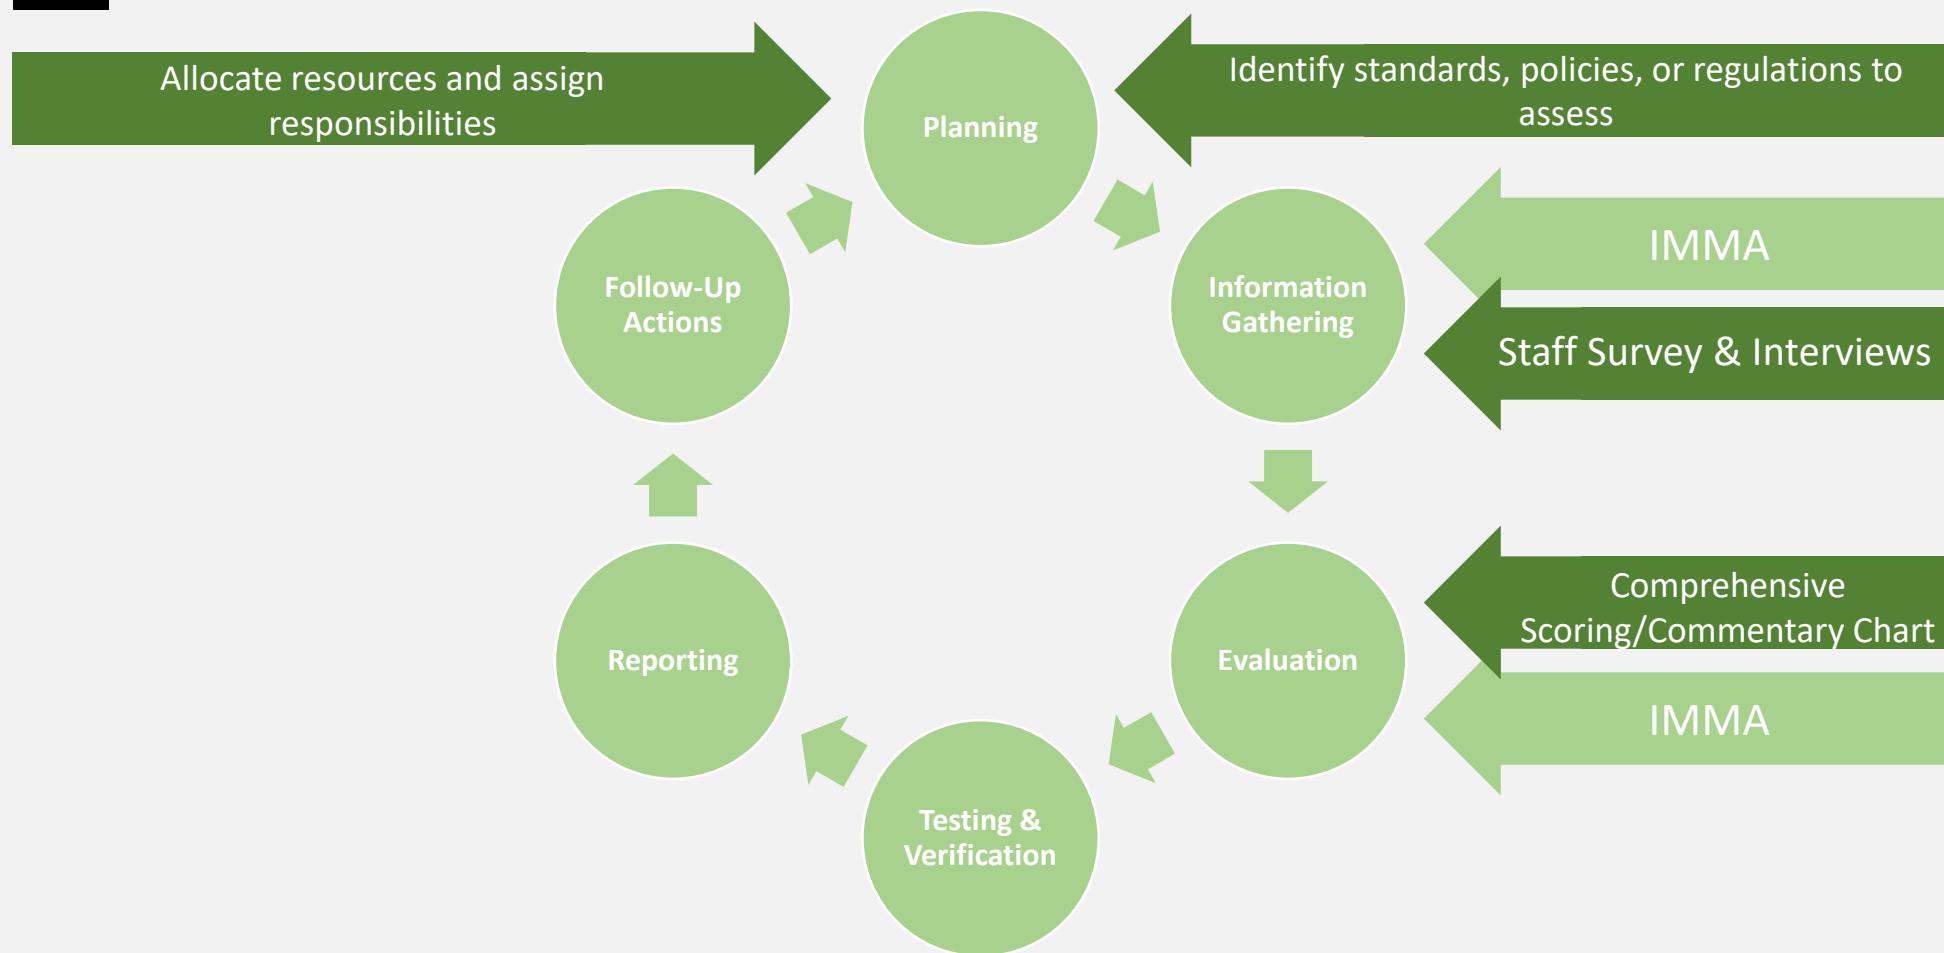 Allocate resources and assign
responsibilities
Planning
Identify standards, policies, or regulations to
assess
Follow-Up
Actions
Information
Gathering
IMMA
Staff Survey & Interviews
Reporting
Evaluation
Comprehensive
Scoring/Commentary Chart
IMMA
Testing &
Verification